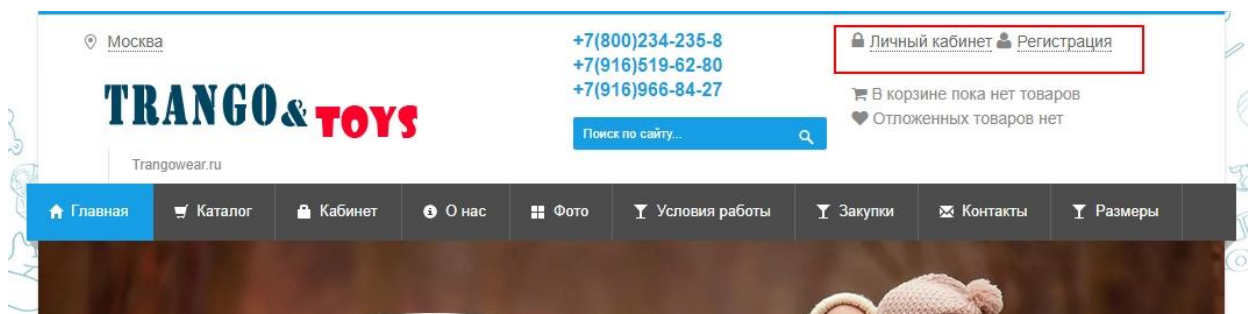 Москва
TRANGO & TOYS
Trangowear.ru
+7(800)234-235-8
+7(916)519-62-80
+7(916)966-84-27
Поиск по сайту...
Личный кабинет Регистрация
В корзине пока нет товаров
Отложенных товаров нет
Главная Каталог Кабинет О нас Фото Условия работы Закупки Контакты Размеры